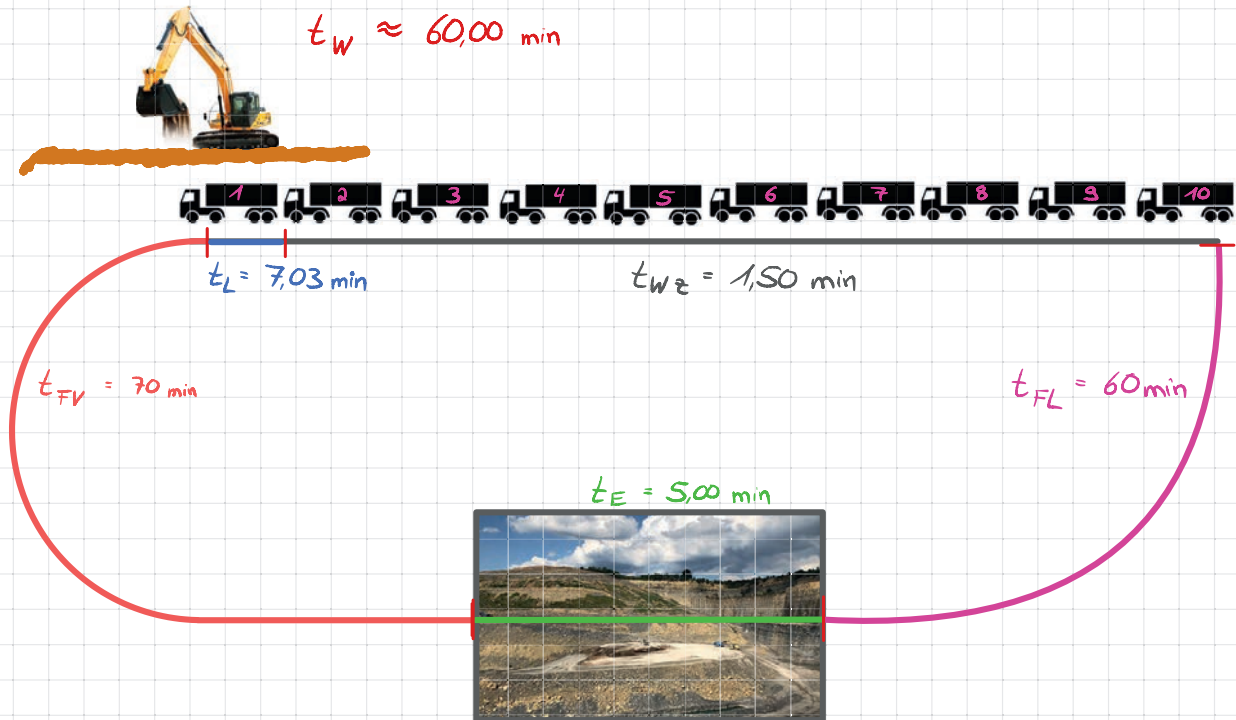 t_W ≈ 60,00 min
1 2 3 4 5 6 7 8 9 10
t_L = 7,03 min
t_Wz = 1,50 min
t_FV = 70 min
t_FL = 60 min
t_E = 5,00 min